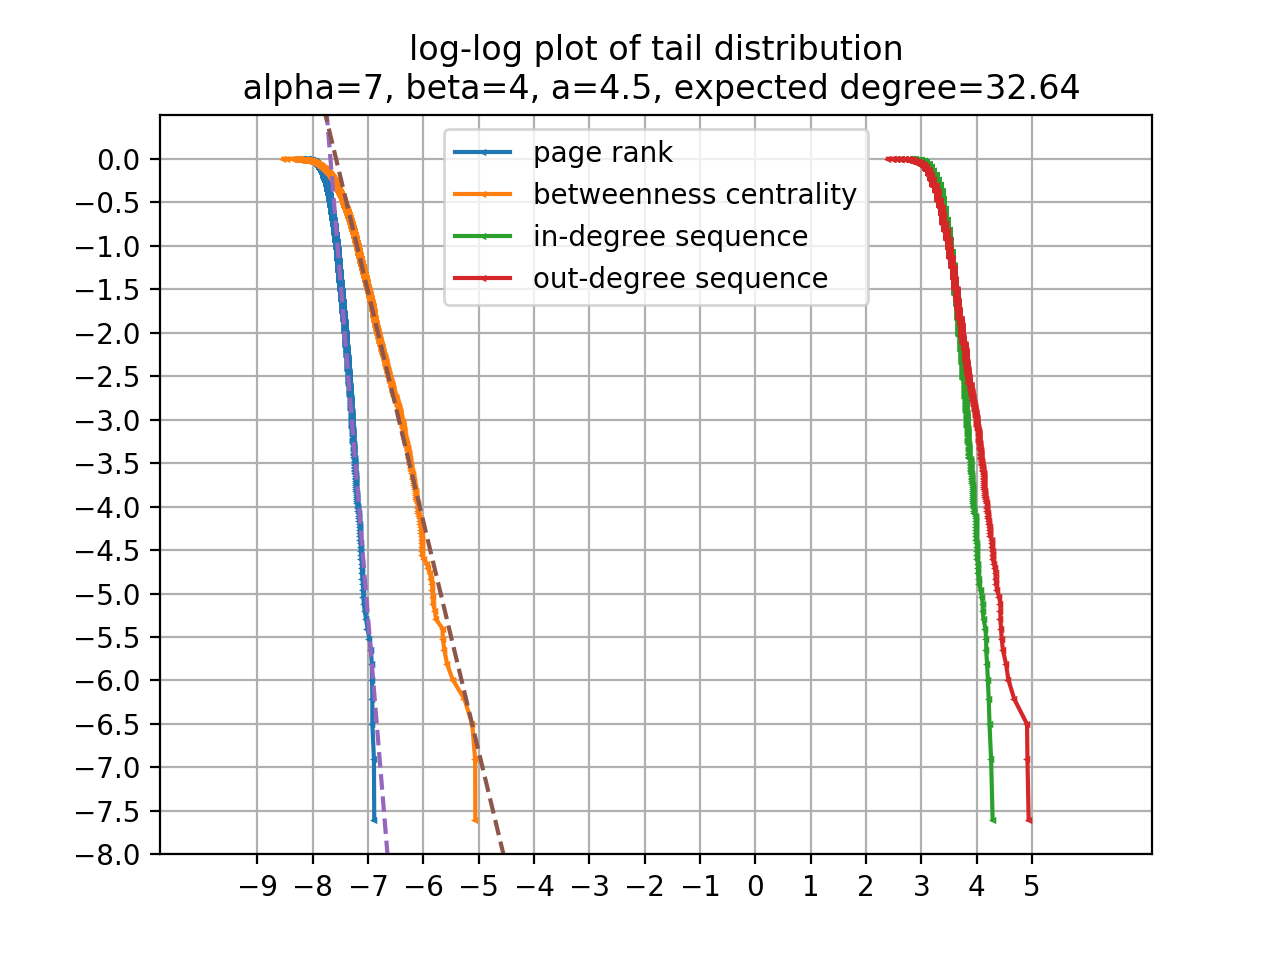 log-log plot of tail distribution
alpha=7, beta=4, a=4.5, expected degree=32.64
page rank
betweenness centrality
in-degree sequence
out-degree sequence
0.0
−0.5
−1.0
−1.5
−2.0
−2.5
−3.0
−3.5
−4.0
−4.5
−5.0
−5.5
−6.0
−6.5
−7.0
−7.5
−8.0
−9 −8 −7 −6 −5 −4 −3 −2 −1 0 1 2 3 4 5